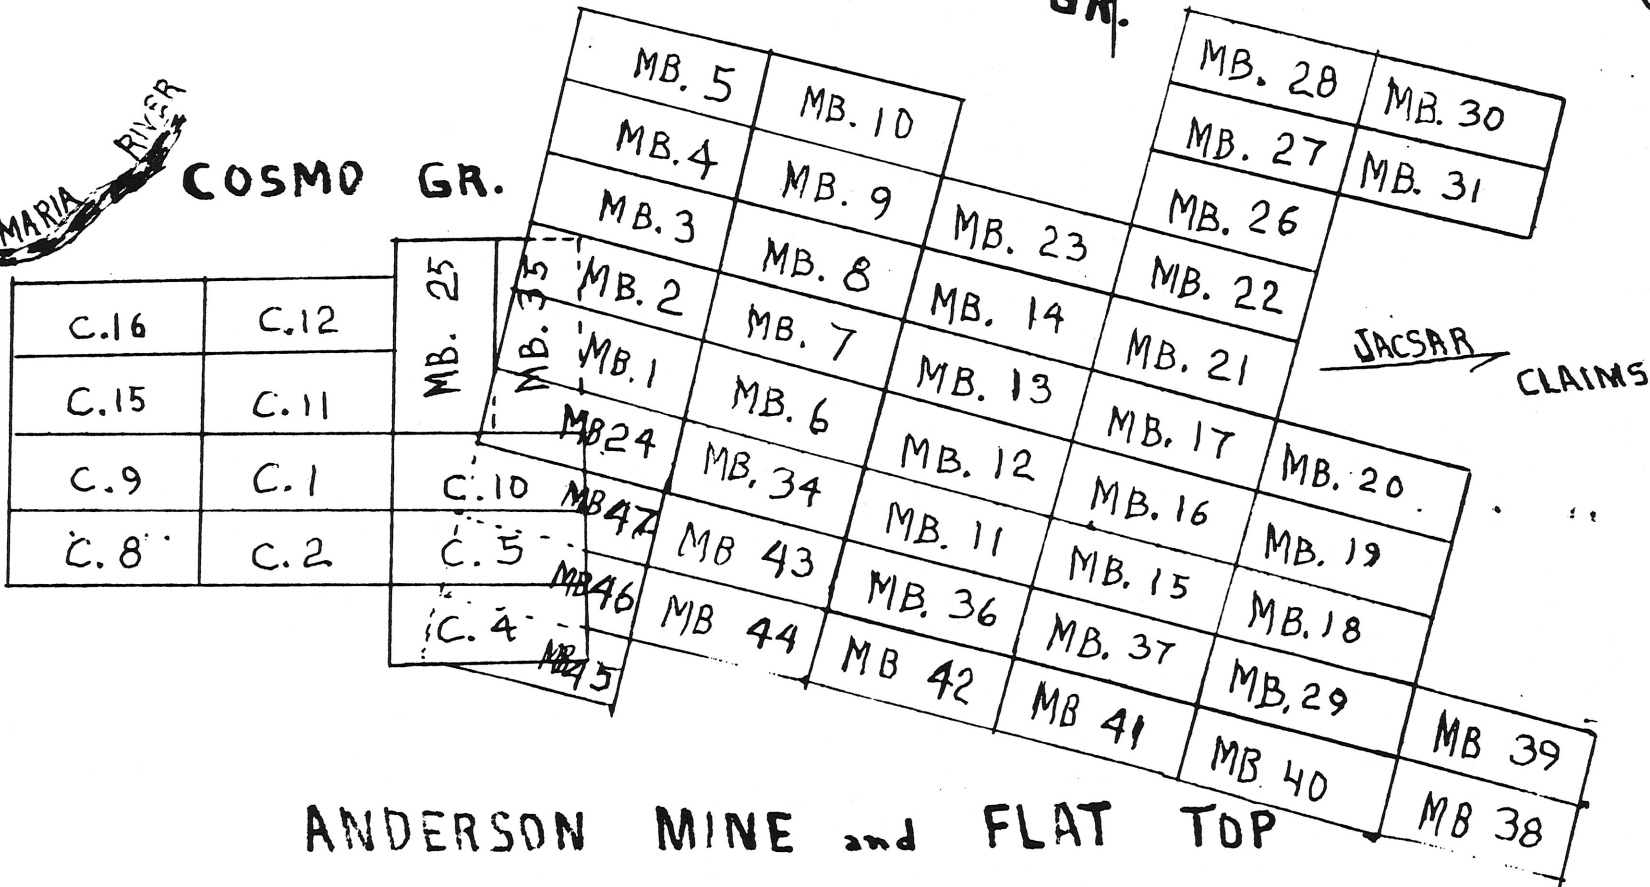 GR.
MARIA RIVER
COSMO GR.
C.16
C.12
C.15
C.11
C.9
C.1
C.10
C.8
C.2
C.5
C.4
MB. 25
MB. 35
MB. 5
MB. 10
MB. 4
MB. 9
MB. 3
MB. 8
MB. 23
MB. 2
MB. 7
MB. 14
MB. 1
MB. 6
MB. 13
MB24
MB. 34
MB. 12
MB47
MB 43
MB. 11
MB46
MB 44
MB. 36
MB45
MB 42
MB. 28
MB. 30
MB. 27
MB. 31
MB. 26
MB. 22
MB. 21
MB. 17
MB. 20
MB. 16
MB. 19
MB. 15
MB. 18
MB. 37
MB. 29
MB 39
MB 41
MB 40
MB 38
JACSAR
CLAIMS
ANDERSON MINE and FLAT TOP